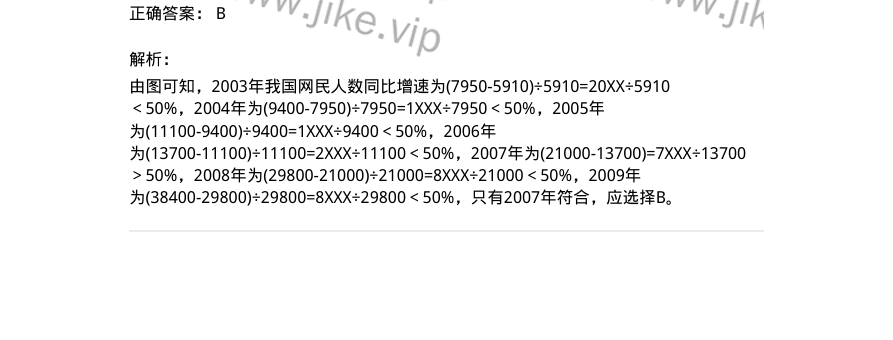 正确答案： B
www.jike.vip
解析：
由图可知，2003年我国网民人数同比增速为(7950-5910)÷5910=20XX÷5910
＜50%，2004年为(9400-7950)÷7950=1XXX÷7950＜50%，2005年
为(11100-9400)÷9400=1XXX÷9400＜50%，2006年
为(13700-11100)÷11100=2XXX÷11100＜50%，2007年为(21000-13700)=7XXX÷13700
＞50%，2008年为(29800-21000)÷21000=8XXX÷21000＜50%，2009年
为(38400-29800)÷29800=8XXX÷29800＜50%，只有2007年符合，应选择B。